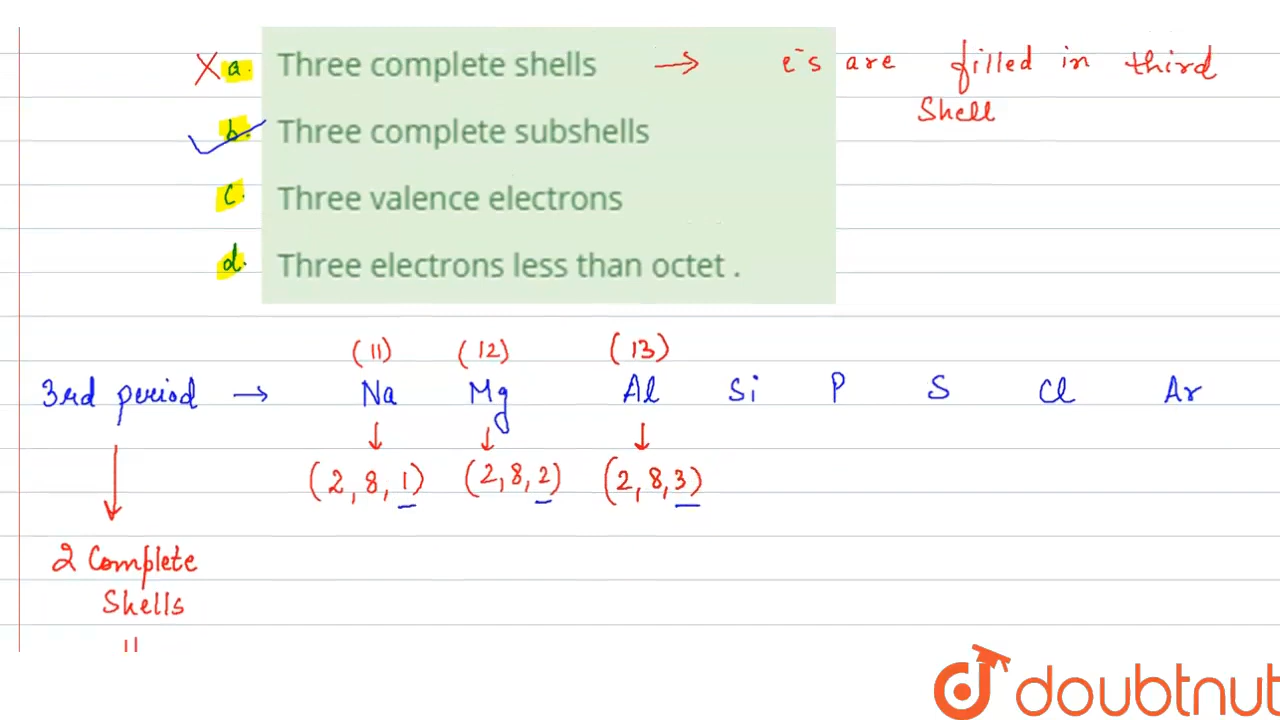 X a. Three complete shells → e⁻s are filled in third
Shell
b. Three complete subshells
c. Three valence electrons
d. Three electrons less than octet .
(11) (12) (13)
3rd period → Na Mg Al Si P S Cl Ar
(2, 8, 1) (2, 8, 2) (2, 8, 3)
2 Complete
Shells
doubtnut